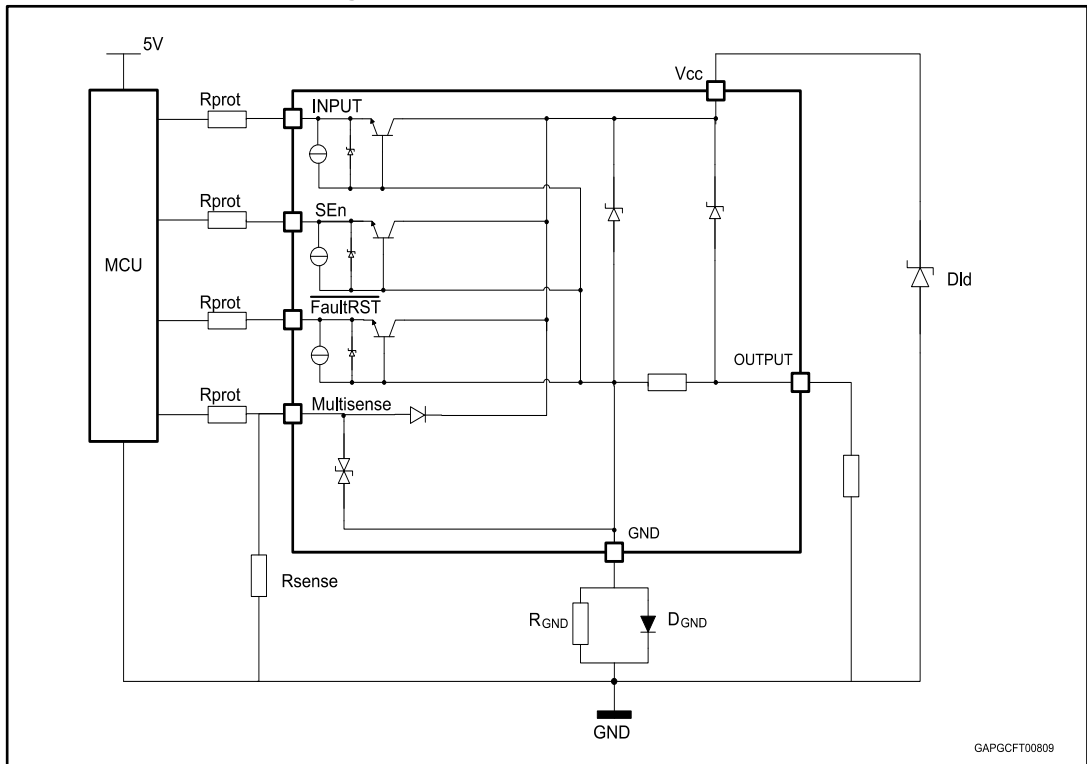 5V
Vcc
Rprot
INPUT
Rprot
SEn
MCU
Dld
Rprot
FaultRST
OUTPUT
Rprot
Multisense
GND
Rsense
RGND
DGND
GND
GAPGCFT00809